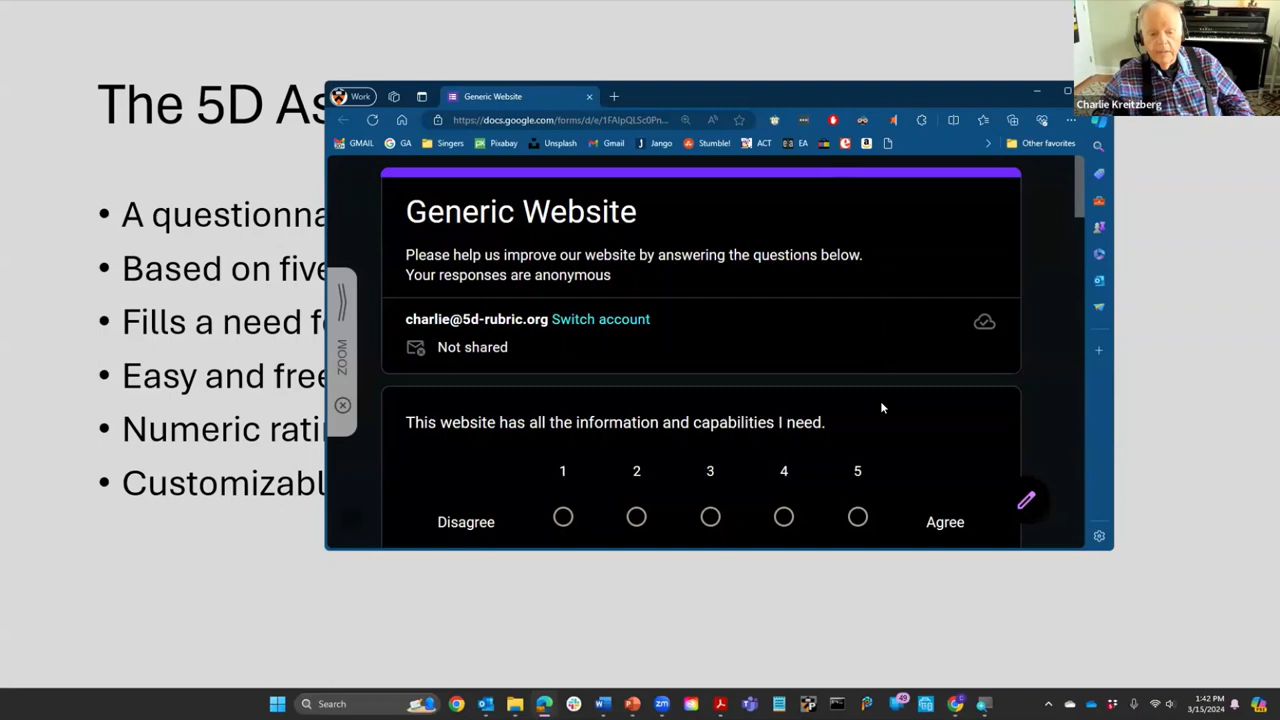 Charlie Kreitzberg
The 5D As
A questionna
Based on five
Fills a need fo
Easy and free
Numeric ratin
Customizabl
Work
Generic Website
https://docs.google.com/forms/d/e/1FAIpQLSc0Pn...
GMAIL
GA
Singers
Pixabay
Unsplash
Gmail
Jango
Stumble!
ACT
EA
Other favorites
Generic Website
Please help us improve our website by answering the questions below.
Your responses are anonymous
charlie@5d-rubric.org Switch account
Not shared
ZOOM
This website has all the information and capabilities I need.
1 2 3 4 5
Disagree Agree
Search
49
1:42 PM
3/15/2024